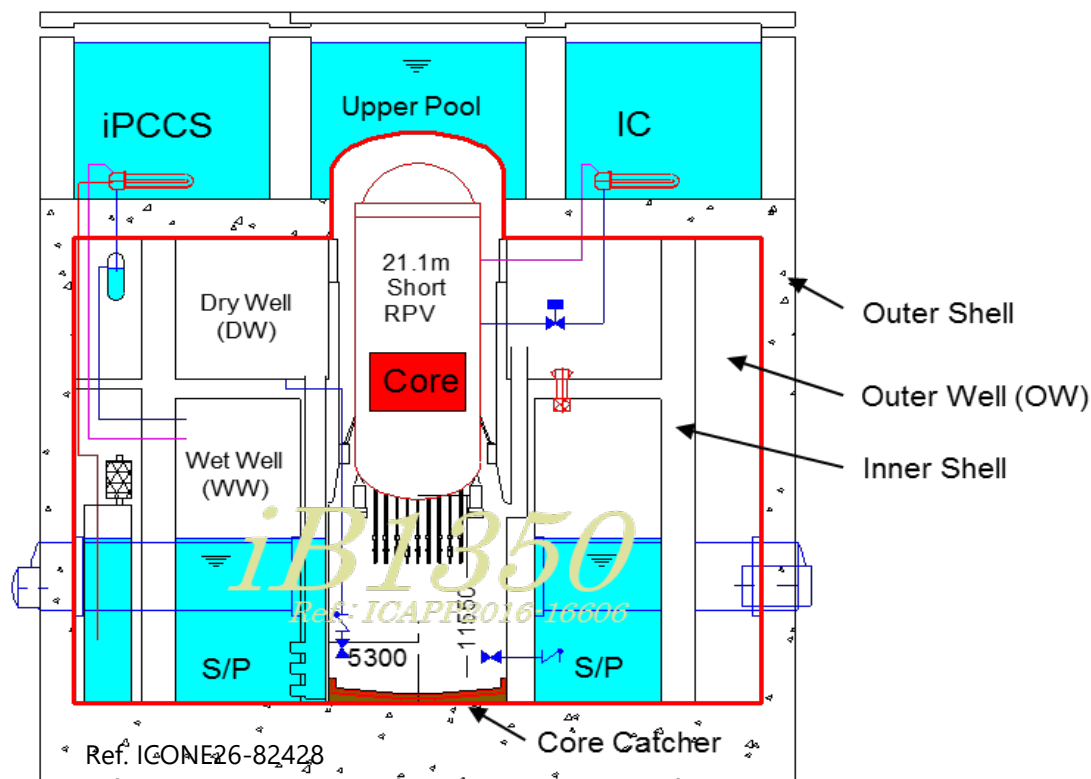 iPCCS
Upper Pool
IC
21.1m
Short
RPV
Dry Well
(DW)
Core
Wet Well
(WW)
Outer Shell
Outer Well (OW)
Inner Shell
iB1350
Ref: ICAPP2016-16606
11550
5300
S/P
S/P
Core Catcher
Ref. ICONE26-82428